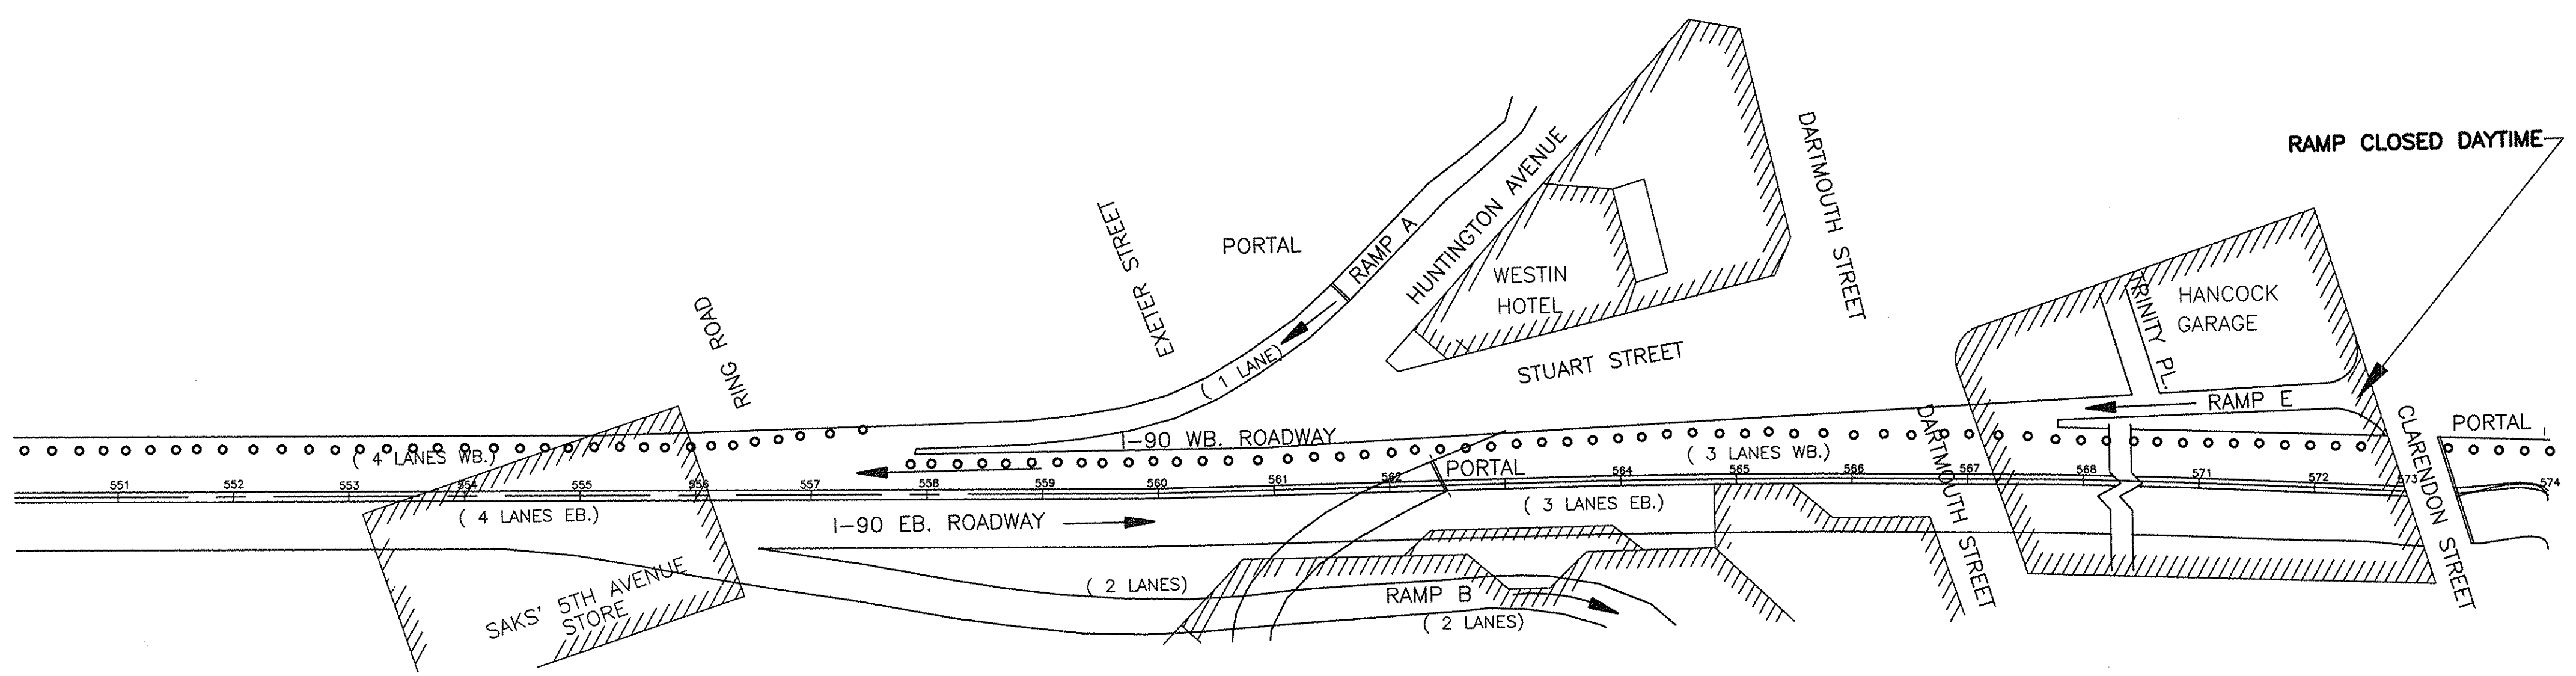 RAMP CLOSED DAYTIME
DARTMOUTH STREET
HUNTINGTON AVENUE
EXETER STREET
PORTAL
RAMP A
WESTIN
HOTEL
TRINITY PL.
HANCOCK
GARAGE
RING ROAD
( 1 LANE)
STUART STREET
RAMP E
CLARENDON STREET
PORTAL
I-90 WB. ROADWAY
( 4 LANES WB.)
( 3 LANES WB.)
PORTAL
DARTMOUTH STREET
551 552 553 554 555 556 557 558 559 560 561 562 564 565 566 567 568 571 572 573 574
( 4 LANES EB.)
I-90 EB. ROADWAY
( 3 LANES EB.)
SAKS' 5TH AVENUE
STORE
( 2 LANES)
RAMP B
( 2 LANES)